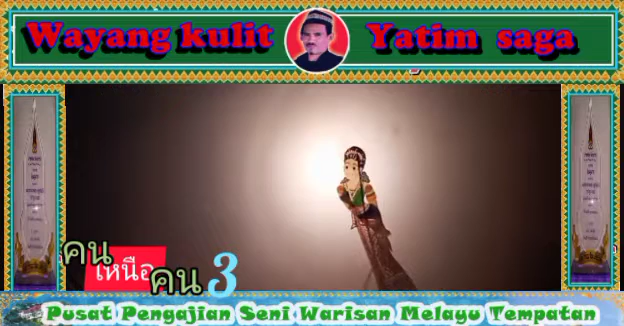 Wayang kulit Yatim saga
คน
เหนือ
คน 3
Pusat Pengajian Seni Warisan Melayu Tempatan